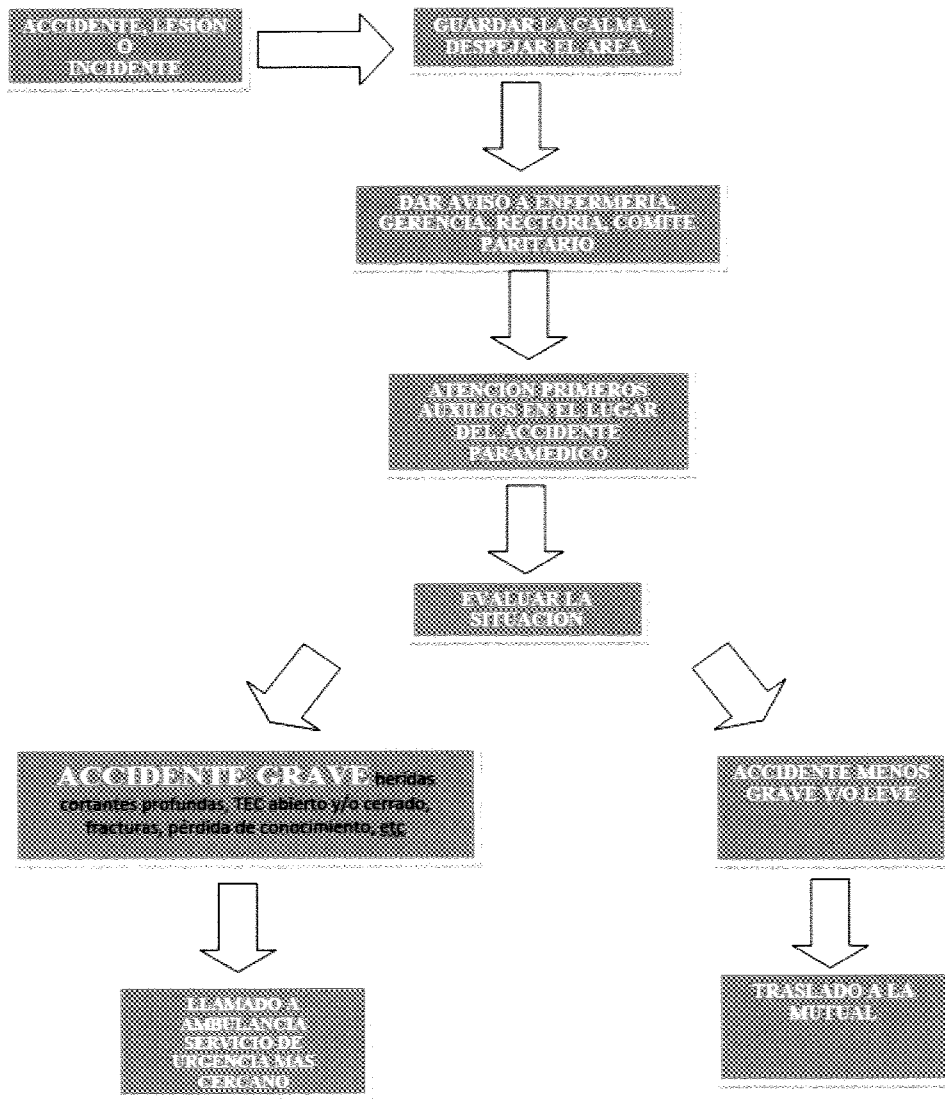 ACCIDENTE, LESION
O
INCIDENTE
GUARDAR LA CALMA,
DESPEJAR EL AREA
DAR AVISO A ENFERMERIA,
GERENCIA, RECTORIA, COMITE
PARITARIO
ATENCION PRIMEROS
AUXILIOS EN EL LUGAR
DEL ACCIDENTE
PARAMEDICO
EVALUAR LA
SITUACION
ACCIDENTE GRAVE heridas
cortantes profundas, TEC abierto y/o cerrado,
fracturas, pérdida de conocimiento, etc
ACCIDENTE MENOS
GRAVE Y/O LEVE
LLAMADO A
AMBULANCIA
SERVICIO DE
URGENCIA MAS
CERCANO
TRASLADO A LA
MUTUAL